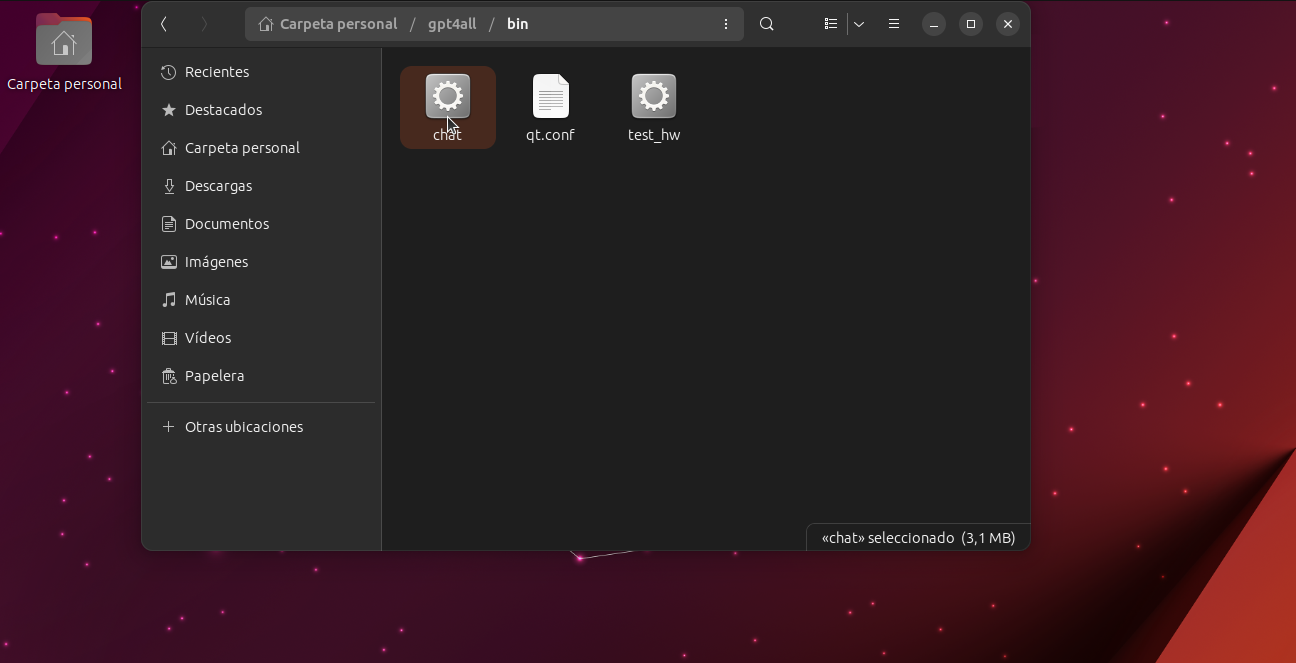 Carpeta personal
Carpeta personal / gpt4all / bin
Recientes
Destacados
Carpeta personal
Descargas
Documentos
Imágenes
Música
Vídeos
Papelera
Otras ubicaciones
chat
qt.conf
test_hw
«chat» seleccionado (3,1 MB)